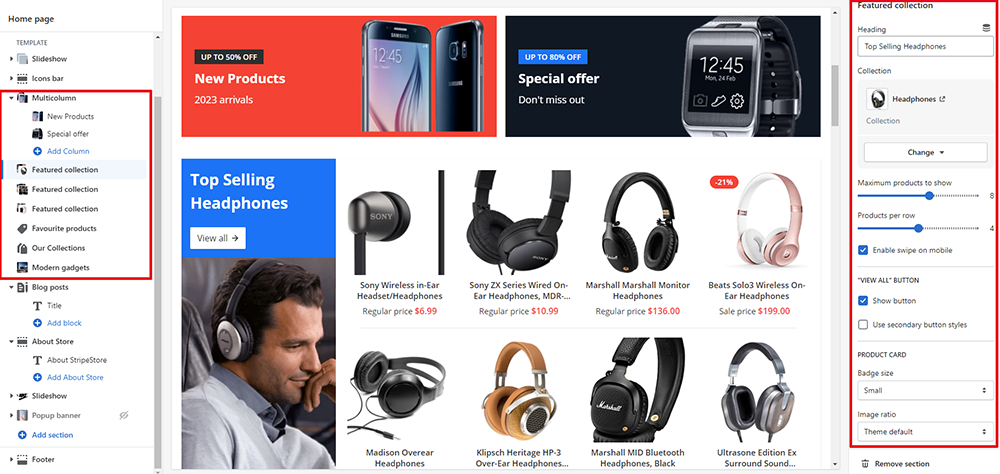 Home page
TEMPLATE
Slideshow
Icons bar
Multicolumn
New Products
Special offer
Add Column
Featured collection
Featured collection
Featured collection
Favourite products
Our Collections
Modern gadgets
Blog posts
Title
Add block
About Store
About StripeStore
Add About Store
Slideshow
Popup banner
Add section
Footer
UP TO 50% OFF
New Products
2023 arrivals
12:45
UP TO 80% OFF
Special offer
Don't miss out
12:45
Mon, 24 Feb
Top Selling
Headphones
View all →
SONY
SONY
-21%
Sony Wireless in-Ear
Headset/Headphones
Regular price $6.99
Sony ZX Series Wired On-
Ear Headphones, MDR-...
Regular price $10.99
Marshall Marshall Monitor
Headphones
Regular price $136.00
Beats Solo3 Wireless On-
Ear Headphones
Sale price $199.00
Marshall
Madison Overear
Headphones
Klipsch Heritage HP-3
Over-Ear Headphones...
Marshall MID Bluetooth
Headphones, Black
Ultrasone Edition Ex
Surround Sound...
Featured collection
Heading
Top Selling Headphones
Collection
Headphones
Collection
Change
Maximum products to show
8
Products per row
4
Enable swipe on mobile
"VIEW ALL" BUTTON
Show button
Use secondary button styles
PRODUCT CARD
Badge size
Small
Image ratio
Theme default
Remove section